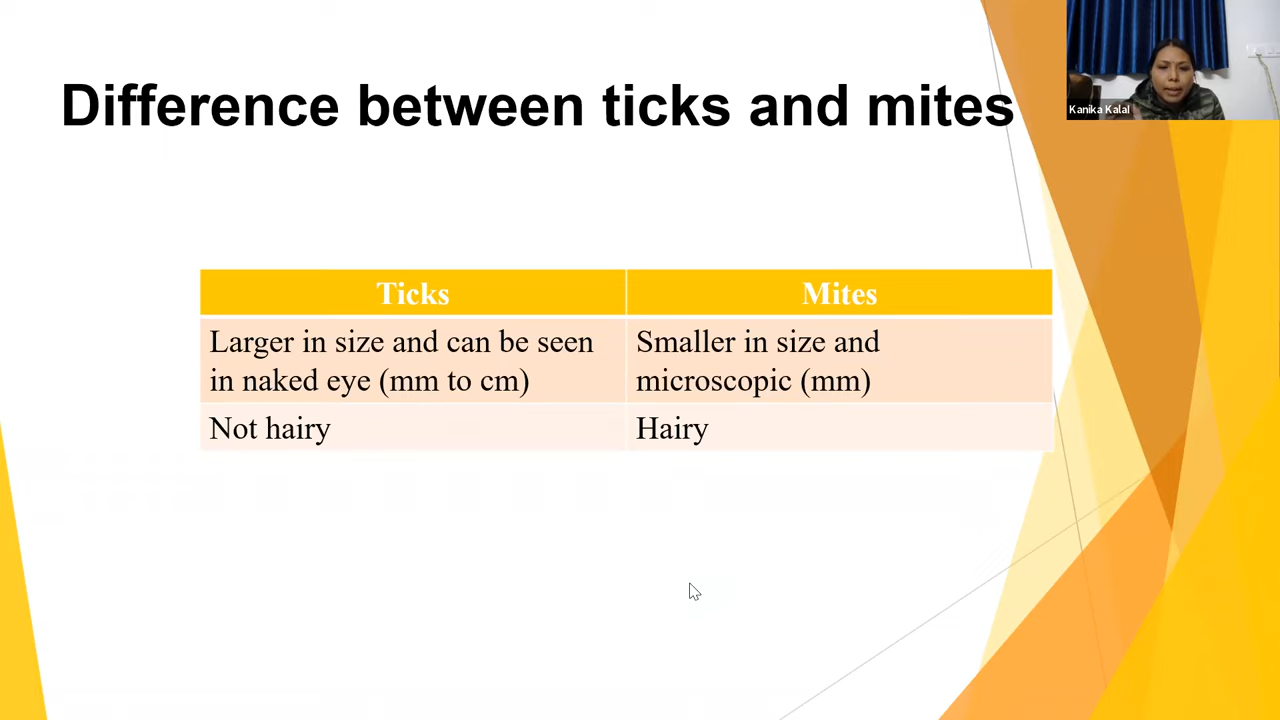 Difference between ticks and mites
Kanika Kalal
Ticks
Mites
Larger in size and can be seen
in naked eye (mm to cm)
Smaller in size and
microscopic (mm)
Not hairy
Hairy